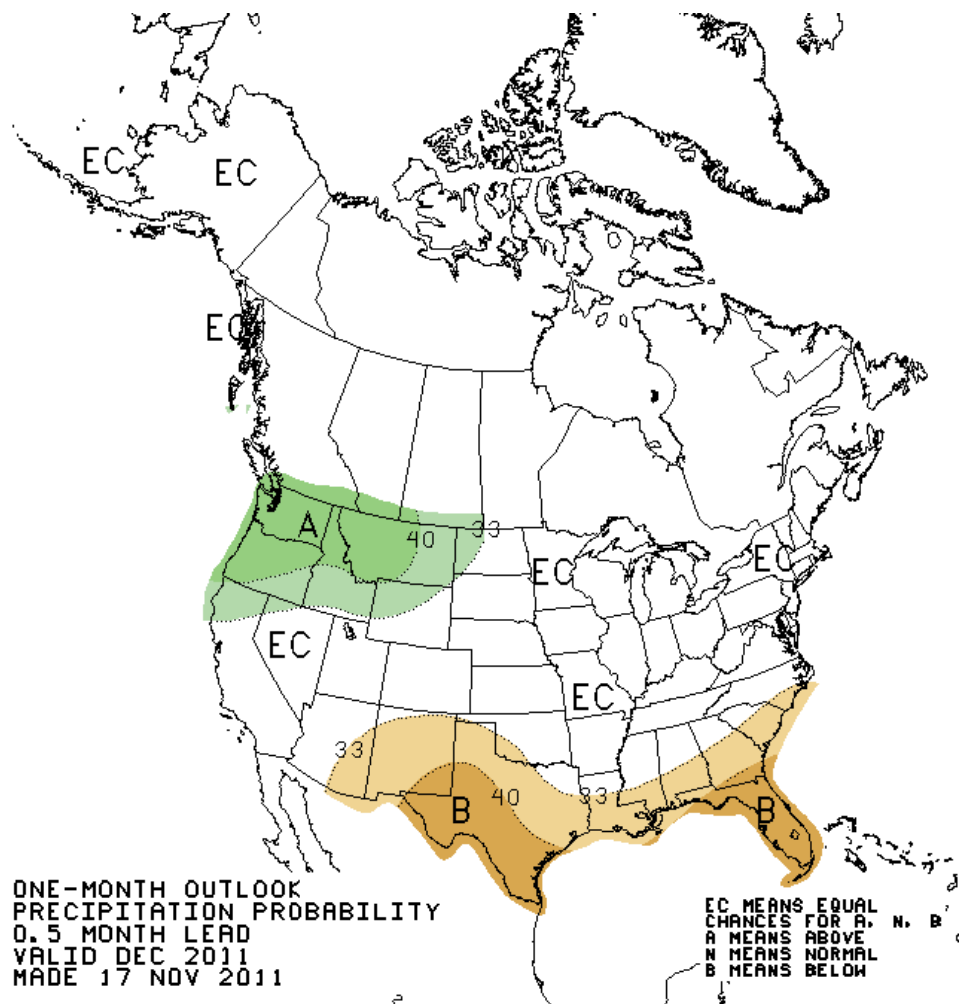 EC
EC
EC
A
40
33
EC
EC
EC
EC
33
B
40
33
B
ONE-MONTH OUTLOOK
PRECIPITATION PROBABILITY
0.5 MONTH LEAD
VALID DEC 2011
MADE 17 NOV 2011
EC MEANS EQUAL
CHANCES FOR A, N, B
A MEANS ABOVE
N MEANS NORMAL
B MEANS BELOW